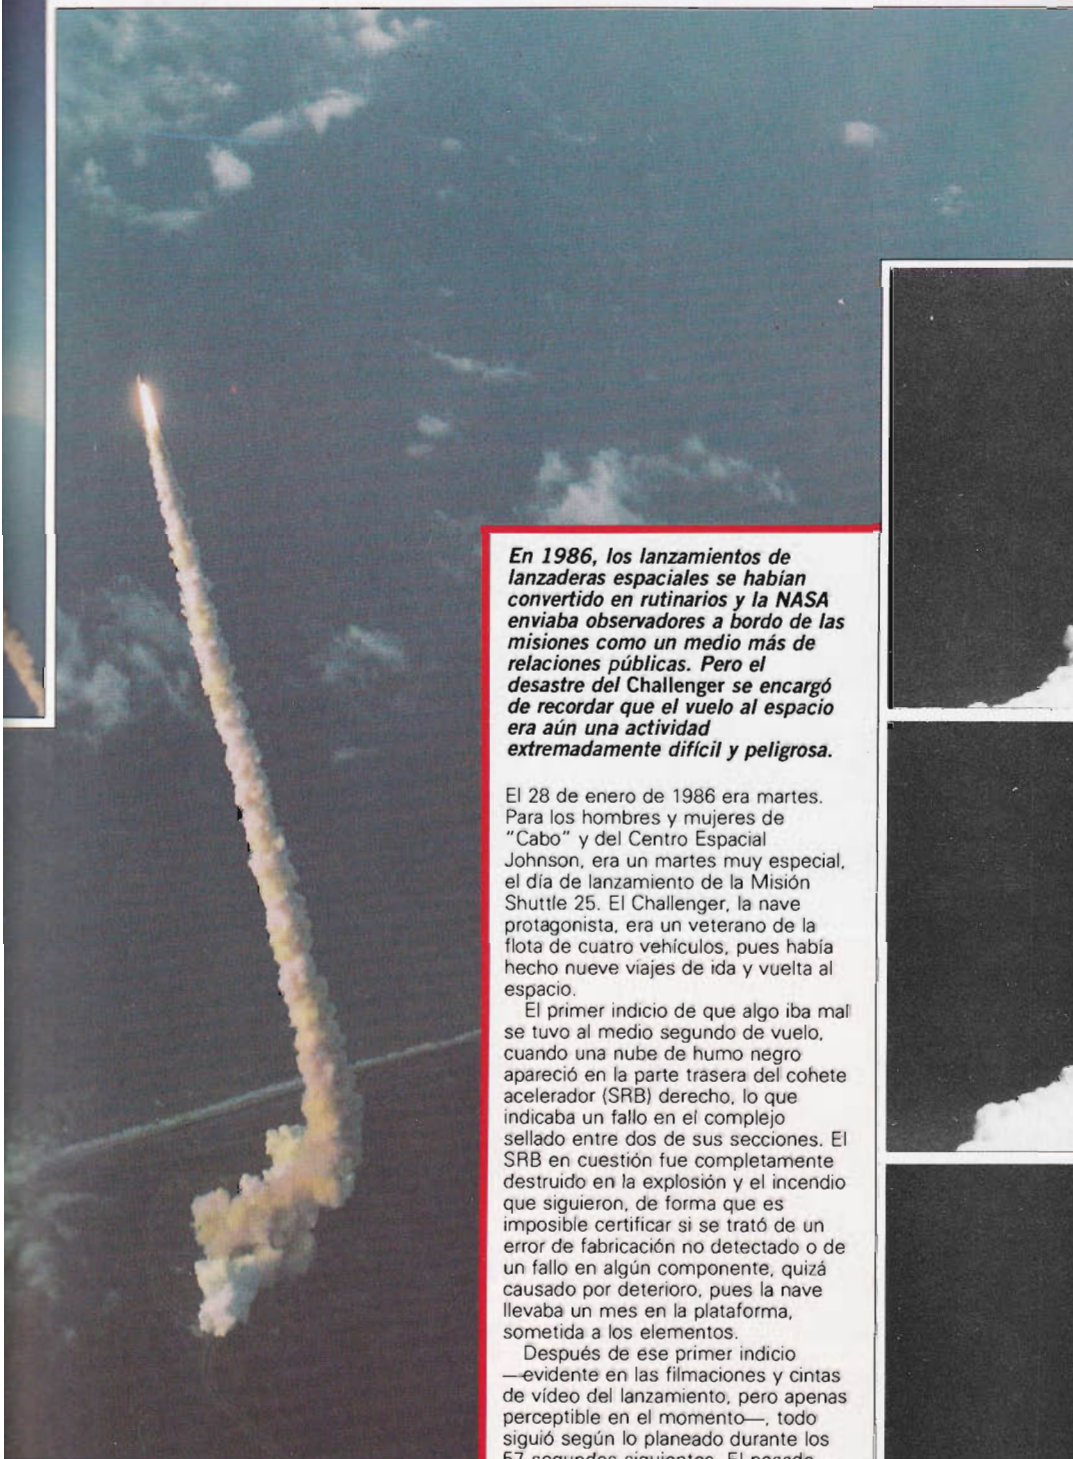 En 1986, los lanzamientos de
lanzaderas espaciales se habían
convertido en rutinarios y la NASA
enviaba observadores a bordo de las
misiones como un medio más de
relaciones públicas. Pero el
desastre del Challenger se encargó
de recordar que el vuelo al espacio
era aún una actividad
extremadamente difícil y peligrosa.
El 28 de enero de 1986 era martes.
Para los hombres y mujeres de
"Cabo" y del Centro Espacial
Johnson, era un martes muy especial,
el día de lanzamiento de la Misión
Shuttle 25. El Challenger, la nave
protagonista, era un veterano de la
flota de cuatro vehículos, pues había
hecho nueve viajes de ida y vuelta al
espacio.
El primer indicio de que algo iba mal
se tuvo al medio segundo de vuelo,
cuando una nube de humo negro
apareció en la parte trasera del cohete
acelerador (SRB) derecho, lo que
indicaba un fallo en el complejo
sellado entre dos de sus secciones. El
SRB en cuestión fue completamente
destruido en la explosión y el incendio
que siguieron, de forma que es
imposible certificar si se trató de un
error de fabricación no detectado o de
un fallo en algún componente, quizá
causado por deterioro, pues la nave
llevaba un mes en la plataforma,
sometida a los elementos.
Después de ese primer indicio
—evidente en las filmaciones y cintas
de vídeo del lanzamiento, pero apenas
perceptible en el momento—, todo
siguió según lo planeado durante los
57 segundos siguientes. El pesado